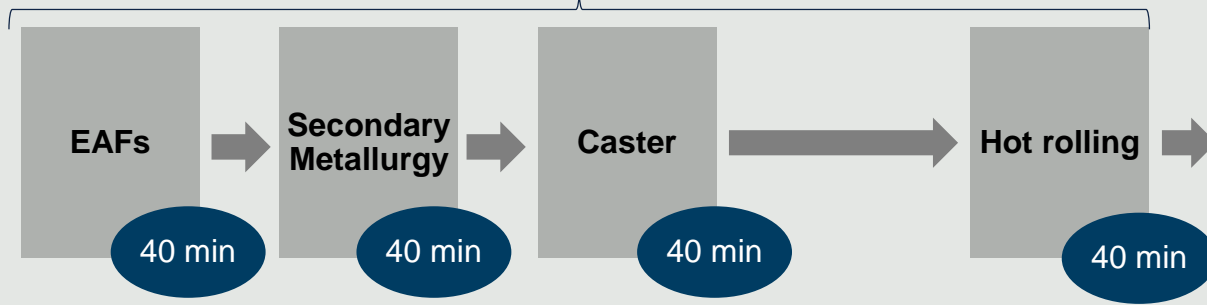 EAFs
Secondary
Metallurgy
Caster
Hot rolling
40 min
40 min
40 min
40 min